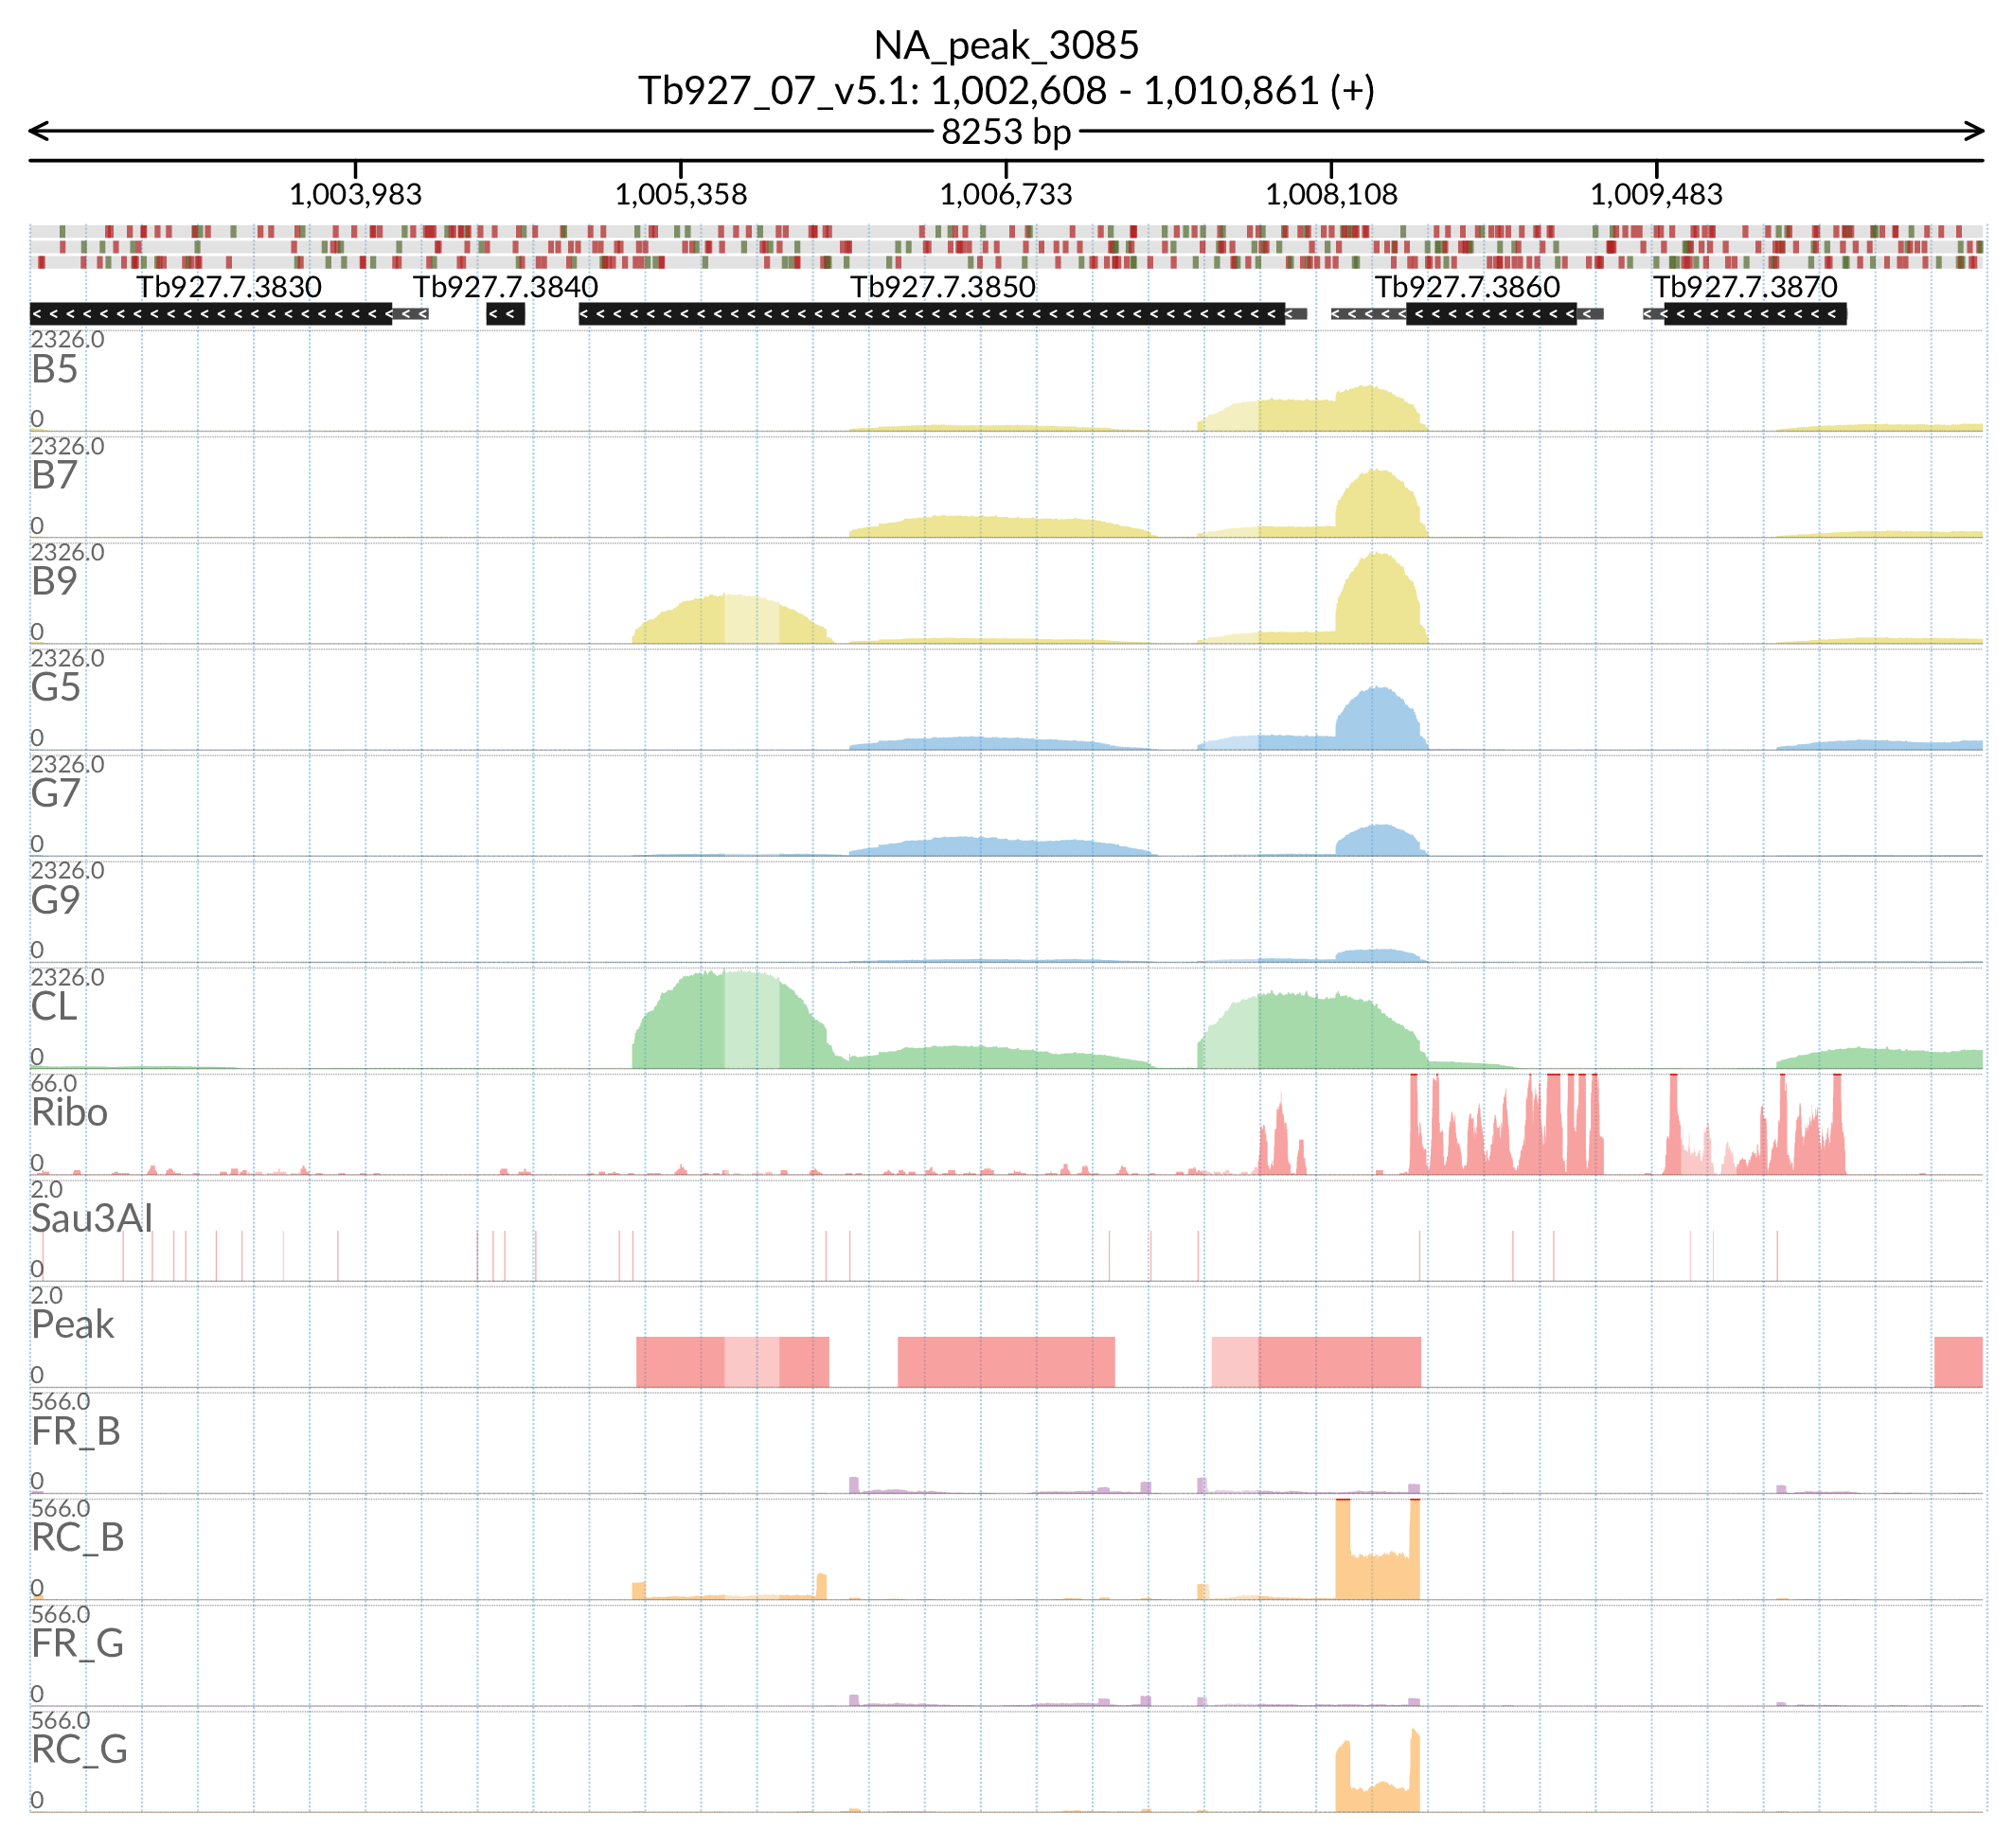 NA_peak_3085
Tb927_07_v5.1: 1,002,608 - 1,010,861 (+)
8253 bp
1,003,983 1,005,358 1,006,733 1,008,108 1,009,483
Tb927.7.3830 Tb927.7.3840 Tb927.7.3850 Tb927.7.3860 Tb927.7.3870
2326.0
B5
0
2326.0
B7
0
2326.0
B9
0
2326.0
G5
0
2326.0
G7
0
2326.0
G9
0
2326.0
CL
0
66.0
Ribo
0
2.0
Sau3AI
0
2.0
Peak
0
566.0
FR_B
0
566.0
RC_B
0
566.0
FR_G
0
566.0
RC_G
0